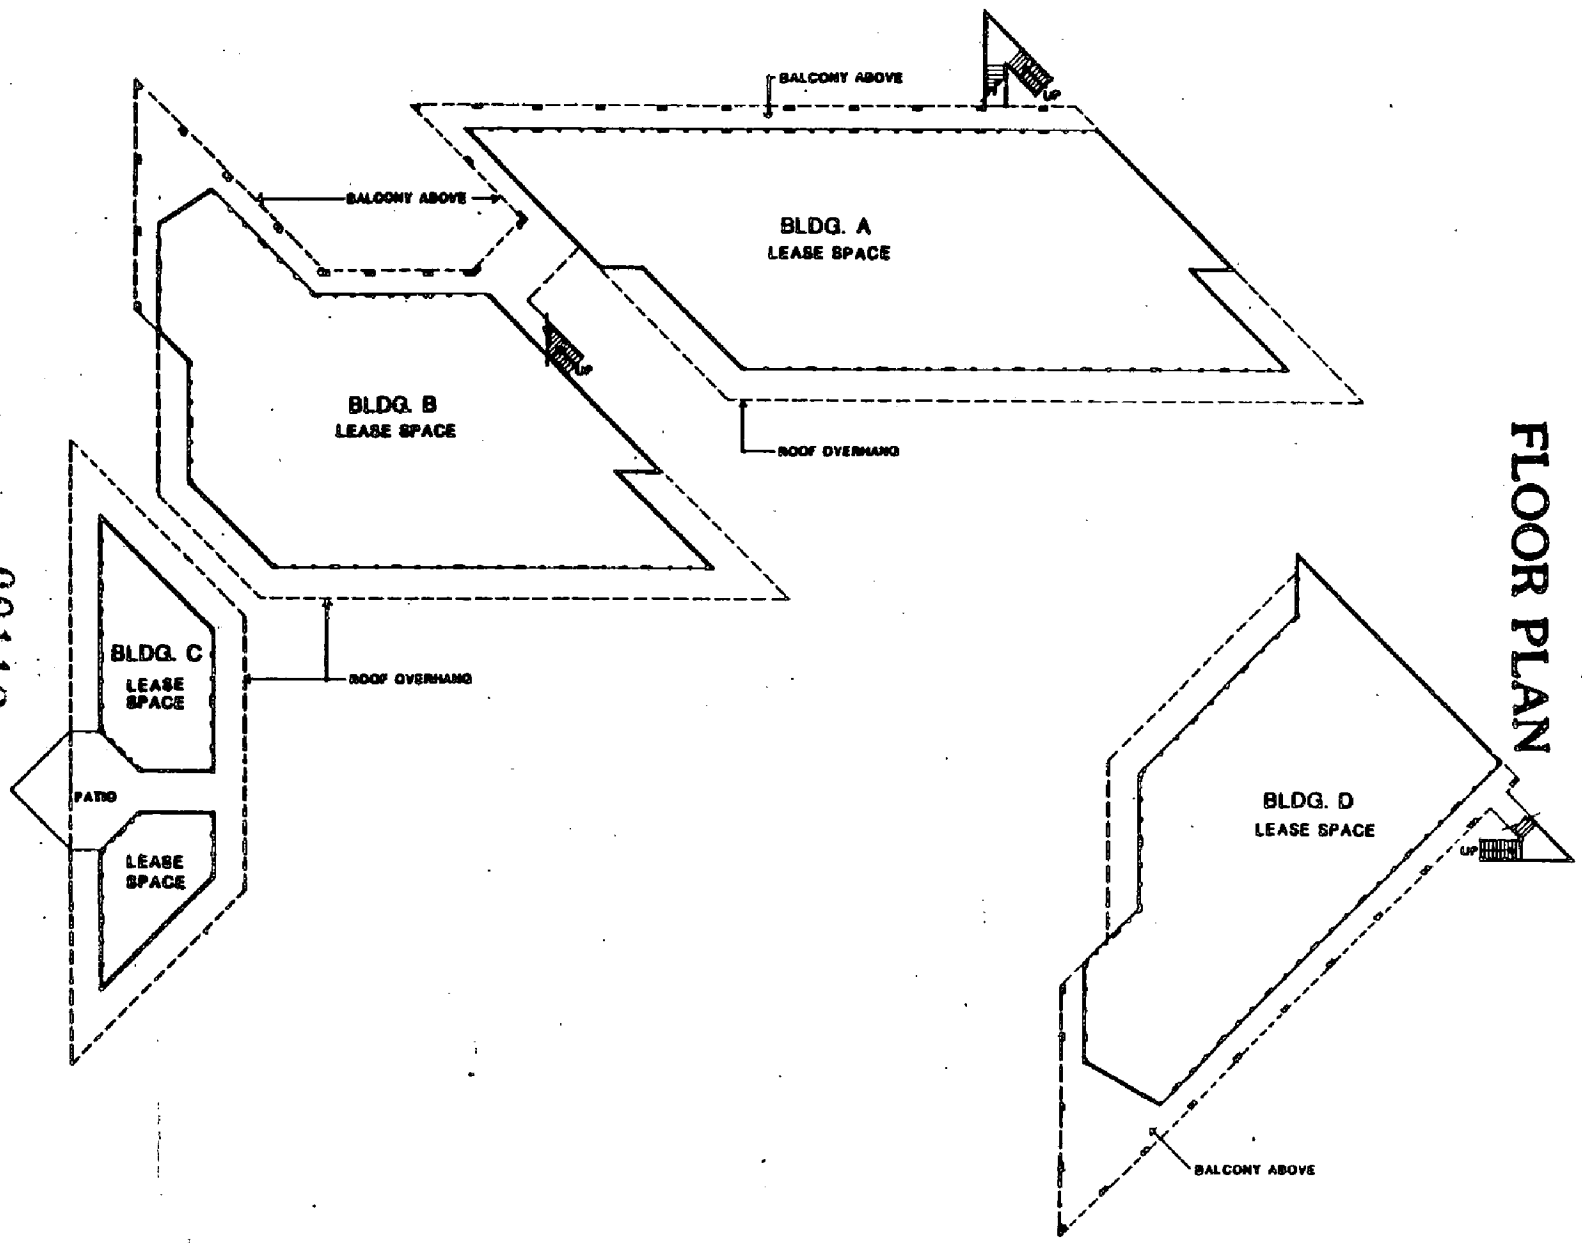 BALCONY ABOVE
UP
BALCONY ABOVE
BLDG. A
LEASE SPACE
UP
BLDG. B
LEASE SPACE
ROOF OVERHANG
FLOOR PLAN
BLDG. C
LEASE
SPACE
ROOF OVERHANG
PATIO
BLDG. D
LEASE SPACE
UP
LEASE
SPACE
BALCONY ABOVE